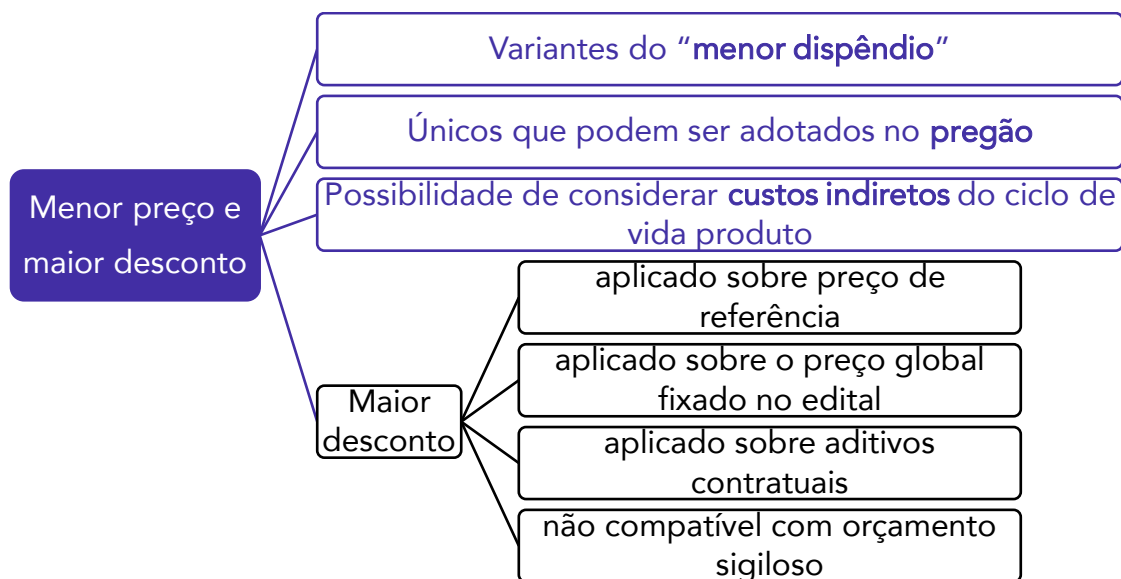 Variantes do “menor dispêndio”
Únicos que podem ser adotados no pregão
Menor preço e
maior desconto
Possibilidade de considerar custos indiretos do ciclo de
vida produto
Maior
desconto
aplicado sobre preço de
referência
aplicado sobre o preço global
fixado no edital
aplicado sobre aditivos
contratuais
não compatível com orçamento
sigiloso